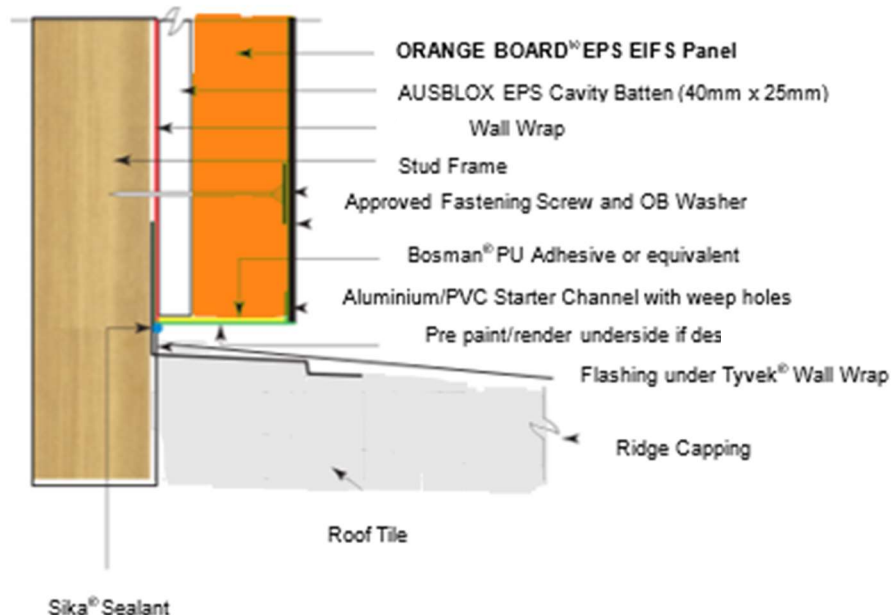 ORANGE BOARD® EPS EIFS Panel
AUSBLOX EPS Cavity Batten (40mm x 25mm)
Wall Wrap
Stud Frame
Approved Fastening Screw and OB Washer
Bosman® PU Adhesive or equivalent
Aluminium/PVC Starter Channel with weep holes
Pre paint/render underside if des
Flashing under Tyvek® Wall Wrap
Ridge Capping
Roof Tile
Sika® Sealant